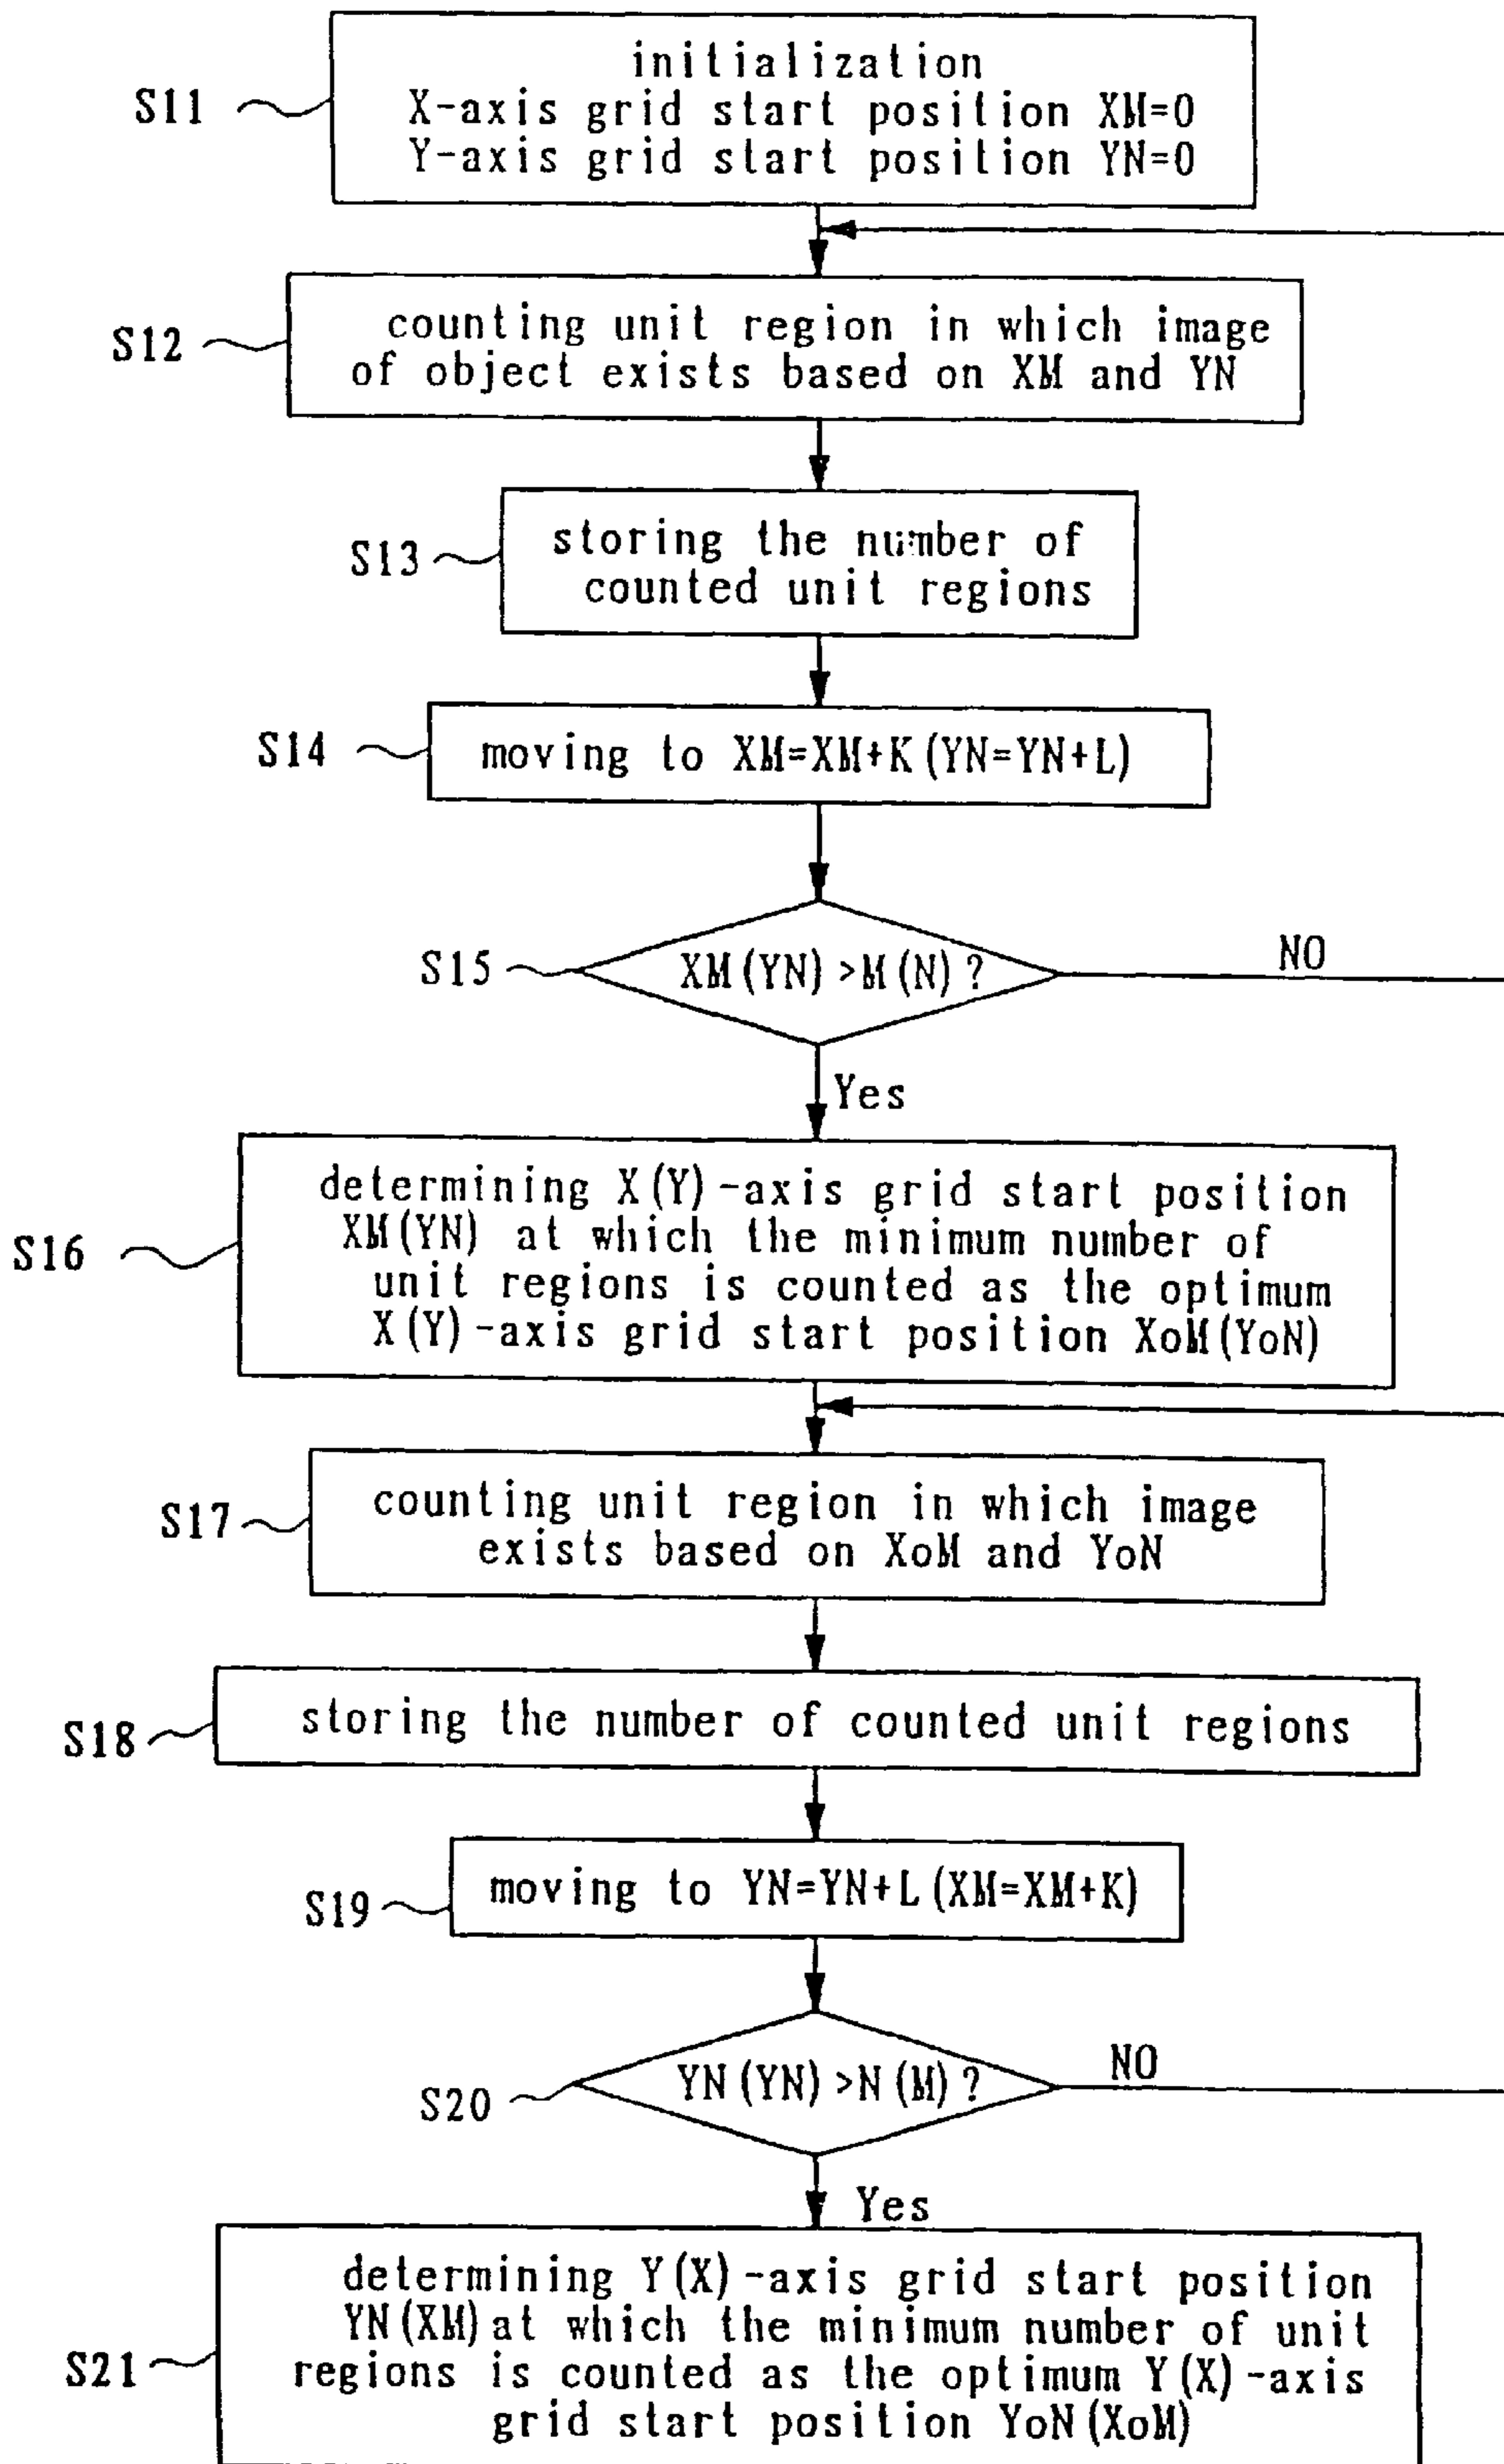 initialization
S11
X-axis grid start position XM=0
Y-axis grid start position YN=0
counting unit region in which image
S12
of object exists based on XM and YN
storing the number of
S13
counted unit regions
S14
moving to XM=XM+K(YN=YN+L)
S15
XM(YN)>M(N)?
NO
Yes
determining X(Y)-axis grid start position
XM(YN) at which the minimum number of
S16
unit regions is counted as the optimum
X(Y)-axis grid start position XoM(YoN)
counting unit region in which image
S17
exists based on XoM and YoN
S18
storing the number of counted unit regions
S19
moving to YN=YN+L(XM=XM+K)
S20
YN(YN)>N(M)?
NO
Yes
determining Y(X)-axis grid start position
YN(XM) at which the minimum number of unit
S21
regions is counted as the optimum Y(X)-axis
grid start position YoN(XoM)